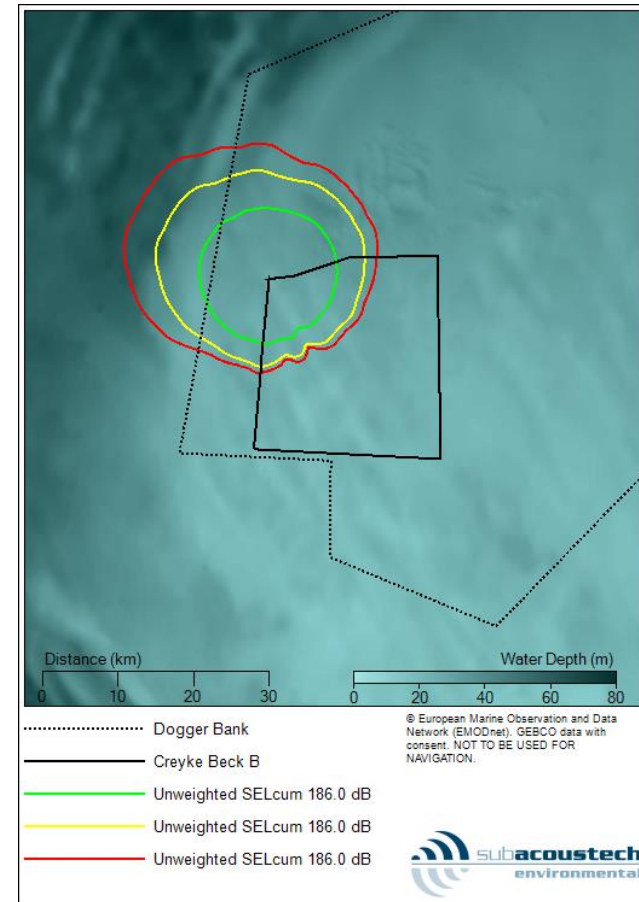 Distance (km)
0 10 20 30
Water Depth (m)
0 20 40 60 80
Dogger Bank
Creyke Beck B
Unweighted SELcum 186.0 dB
Unweighted SELcum 186.0 dB
Unweighted SELcum 186.0 dB
© European Marine Observation and Data
Network (EMODnet). GEBCO data with
consent. NOT TO BE USED FOR
NAVIGATION.
subacoustech
environmental